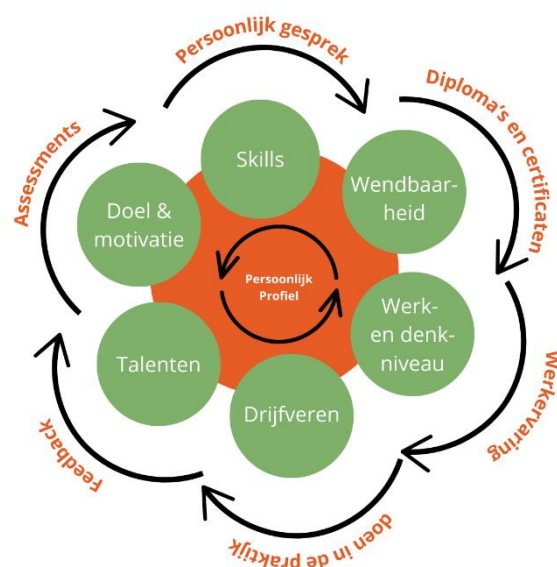 Persoonlijk gesprek
Diploma's en certificaten
Werkervaring
doen in de praktijk
Feedback
Assessments
Skills
Wendbaar-
heid
Werk-
en denk-
niveau
Drijfveren
Talenten
Doel &
motivatie
Persoonlijk
Profiel